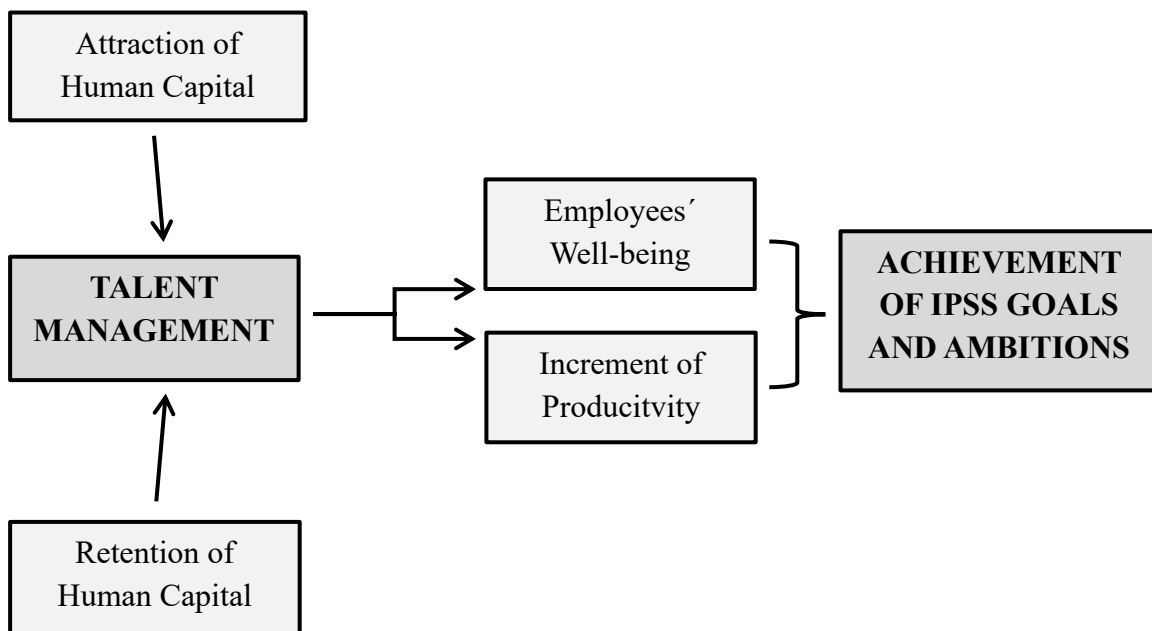 Attraction of
Human Capital
TALENT
MANAGEMENT
Retention of
Human Capital
Employees´
Well-being
Increment of
Producitvity
ACHIEVEMENT
OF IPSS GOALS
AND AMBITIONS